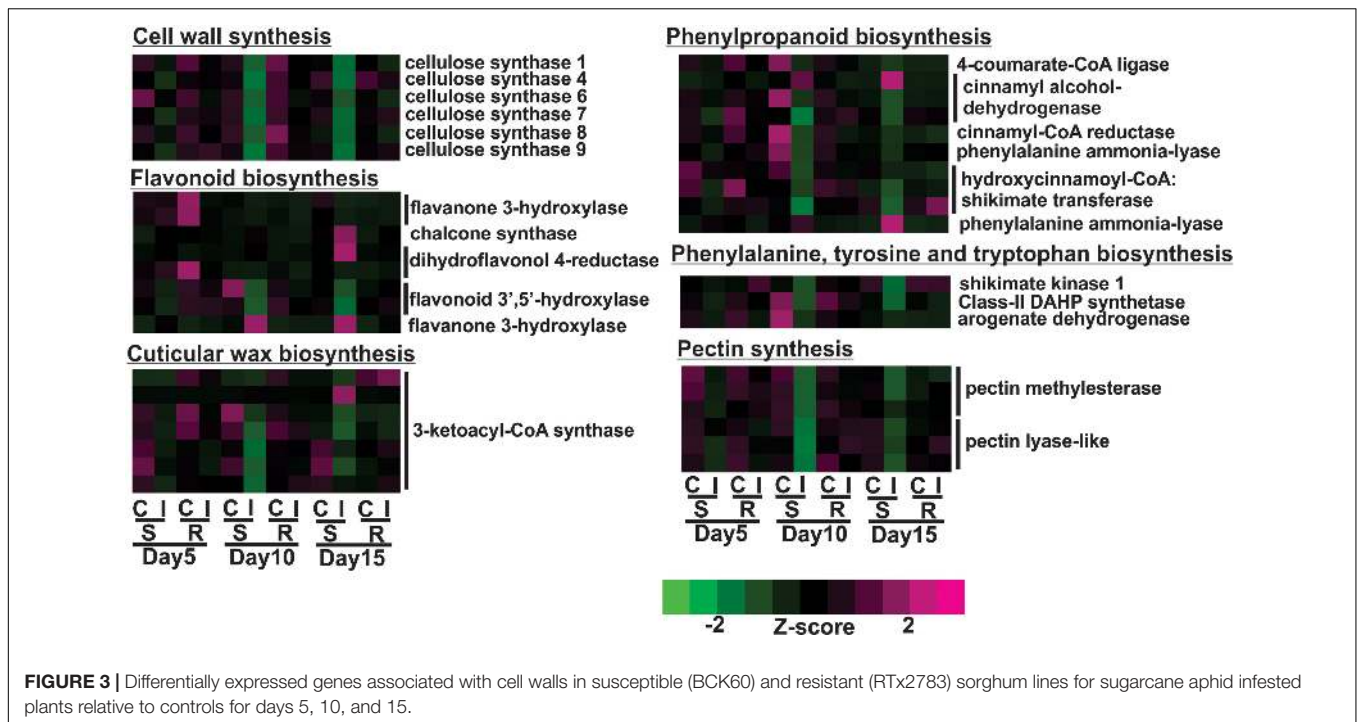 Cell wall synthesis
cellulose synthase 1
cellulose synthase 4
cellulose synthase 6
cellulose synthase 7
cellulose synthase 8
cellulose synthase 9
Flavonoid biosynthesis
flavanone 3-hydroxylase
chalcone synthase
dihydroflavonol 4-reductase
flavonoid 3',5'-hydroxylase
flavanone 3-hydroxylase
Cuticular wax biosynthesis
3-ketoacyl-CoA synthase
C I C I C I C I C I C I
S R S R S R
Day5 Day10 Day15
Phenylpropanoid biosynthesis
4-coumarate-CoA ligase
cinnamyl alcohol-
dehydrogenase
cinnamyl-CoA reductase
phenylalanine ammonia-lyase
hydroxycinnamoyl-CoA:
shikimate transferase
phenylalanine ammonia-lyase
Phenylalanine, tyrosine and tryptophan biosynthesis
shikimate kinase 1
Class-II DAHP synthetase
arogenate dehydrogenase
Pectin synthesis
pectin methylesterase
pectin lyase-like
C I C I C I C I C I C I
S R S R S R
Day5 Day10 Day15
-2 Z-score 2
FIGURE 3 | Differentially expressed genes associated with cell walls in susceptible (BCK60) and resistant (RTx2783) sorghum lines for sugarcane aphid infested
plants relative to controls for days 5, 10, and 15.